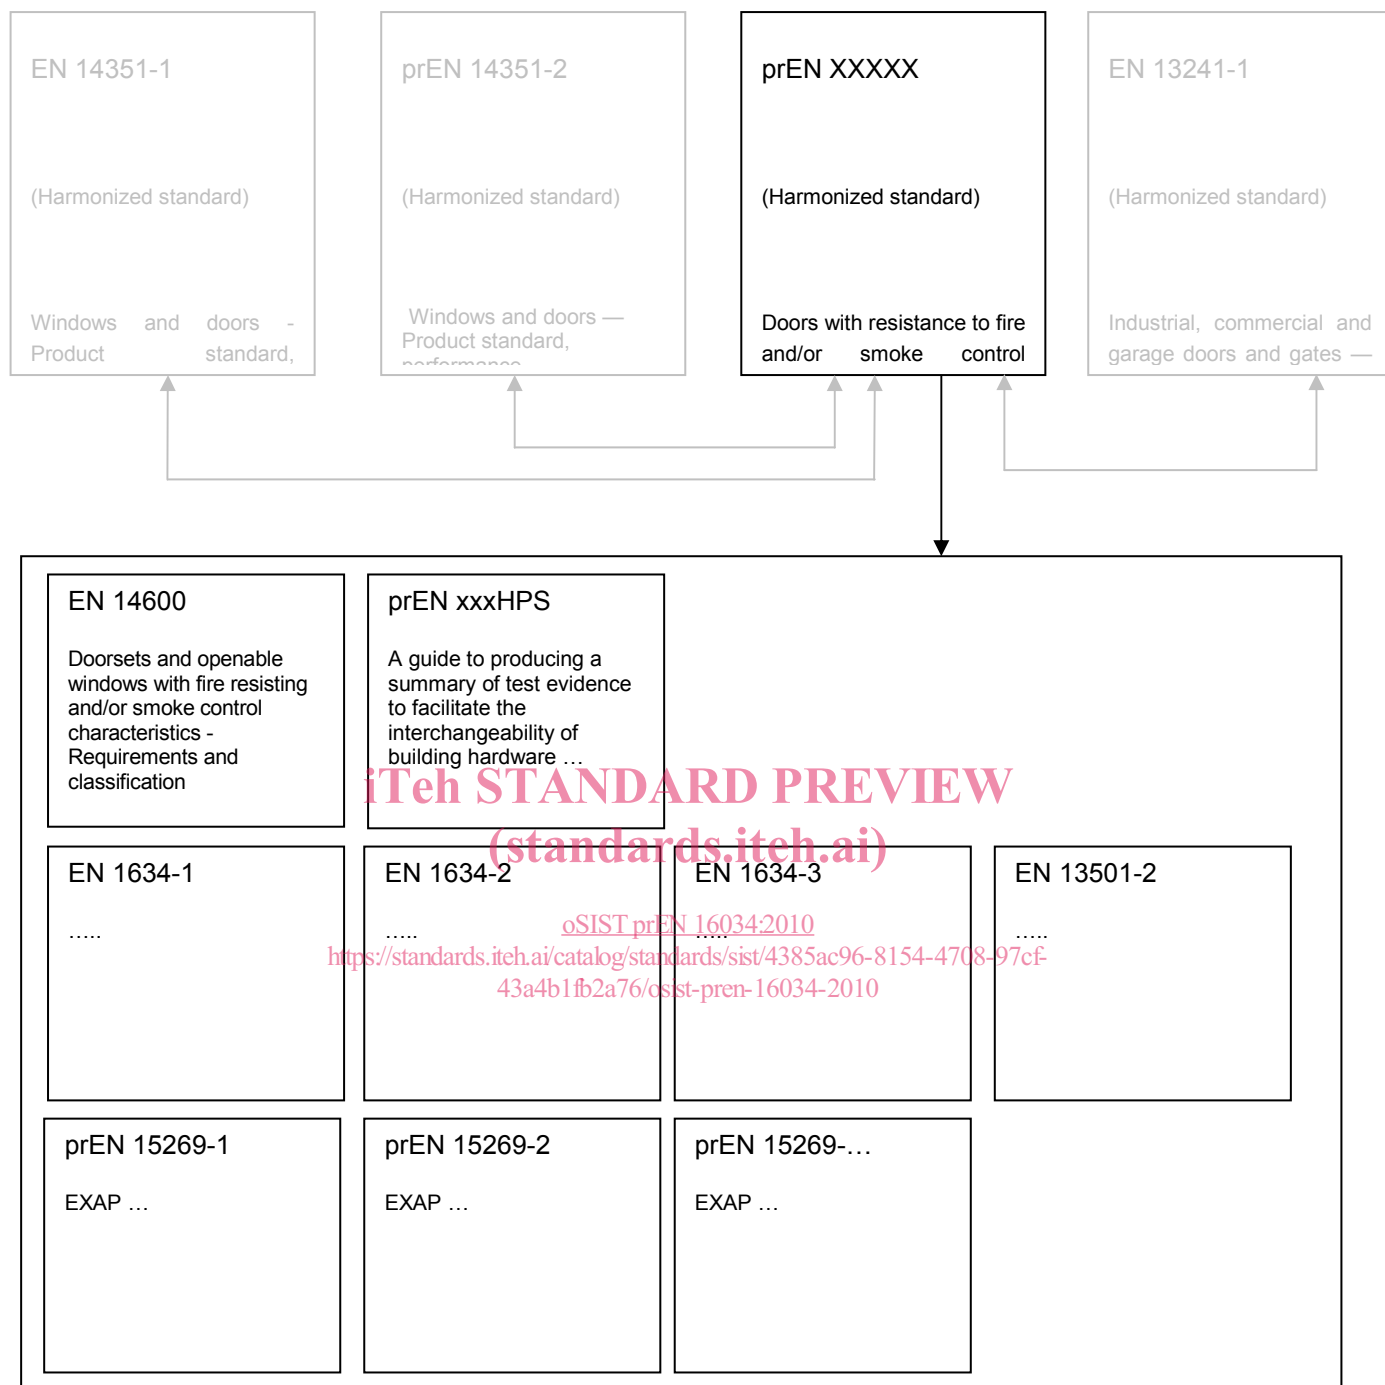 EN 14351-1
(Harmonized standard)
Windows and doors -
Product standard,
prEN 14351-2
(Harmonized standard)
Windows and doors —
Product standard,
performance
prEN XXXXX
(Harmonized standard)
Doors with resistance to fire
and/or smoke control
EN 13241-1
(Harmonized standard)
Industrial, commercial and
garage doors and gates —
EN 14600
Doorsets and openable
windows with fire resisting
and/or smoke control
characteristics -
Requirements and
classification
prEN xxxHPS
A guide to producing a
summary of test evidence
to facilitate the
interchangeability of
building hardware …
iTeh STANDARD PREVIEW
(standards.iteh.ai)
EN 1634-1
…..
EN 1634-2
…..
EN 1634-3
…..
EN 13501-2
…..
oSIST prEN 16034:2010
https://standards.iteh.ai/catalog/standards/sist/4385ac96-8154-4708-97cf-
43a4b1fb2a76/osist-pren-16034-2010
prEN 15269-1
EXAP …
prEN 15269-2
EXAP …
prEN 15269-…
EXAP …